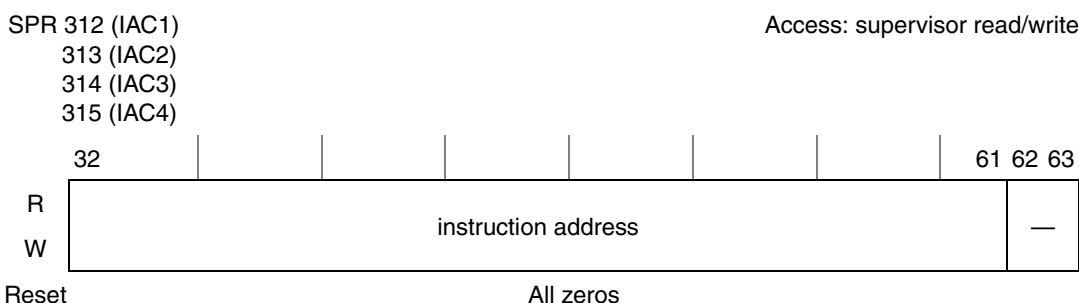 SPR 312 (IAC1) Access: supervisor read/write
313 (IAC2)
314 (IAC3)
315 (IAC4)
32 61 62 63
R
instruction address —
W
Reset All zeros